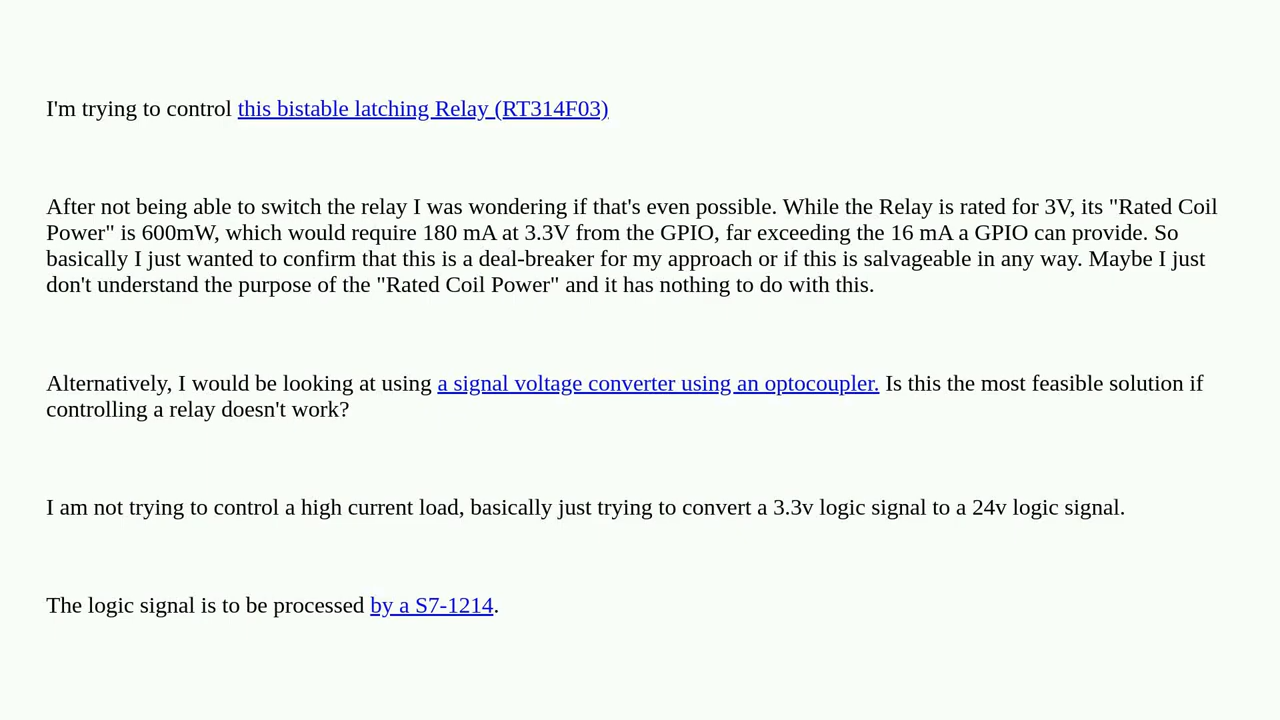 I'm trying to control this bistable latching Relay (RT314F03)
After not being able to switch the relay I was wondering if that's even possible. While the Relay is rated for 3V, its "Rated Coil
Power" is 600mW, which would require 180 mA at 3.3V from the GPIO, far exceeding the 16 mA a GPIO can provide. So
basically I just wanted to confirm that this is a deal-breaker for my approach or if this is salvageable in any way. Maybe I just
don't understand the purpose of the "Rated Coil Power" and it has nothing to do with this.
Alternatively, I would be looking at using a signal voltage converter using an optocoupler. Is this the most feasible solution if
controlling a relay doesn't work?
I am not trying to control a high current load, basically just trying to convert a 3.3v logic signal to a 24v logic signal.
The logic signal is to be processed by a S7-1214.